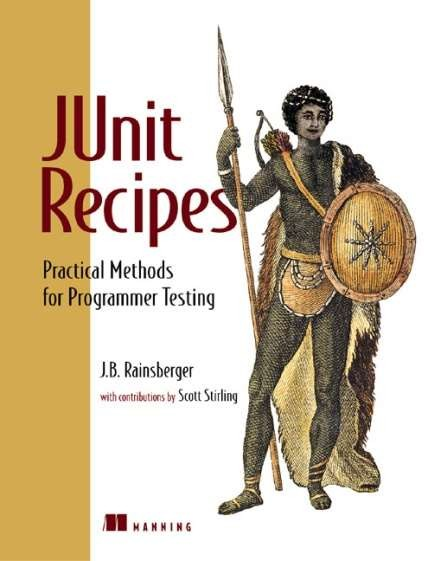 JUnit
Recipes
Practical Methods
for Programmer Testing
J.B. Rainsberger
with contributions by Scott Stirling
MANNING